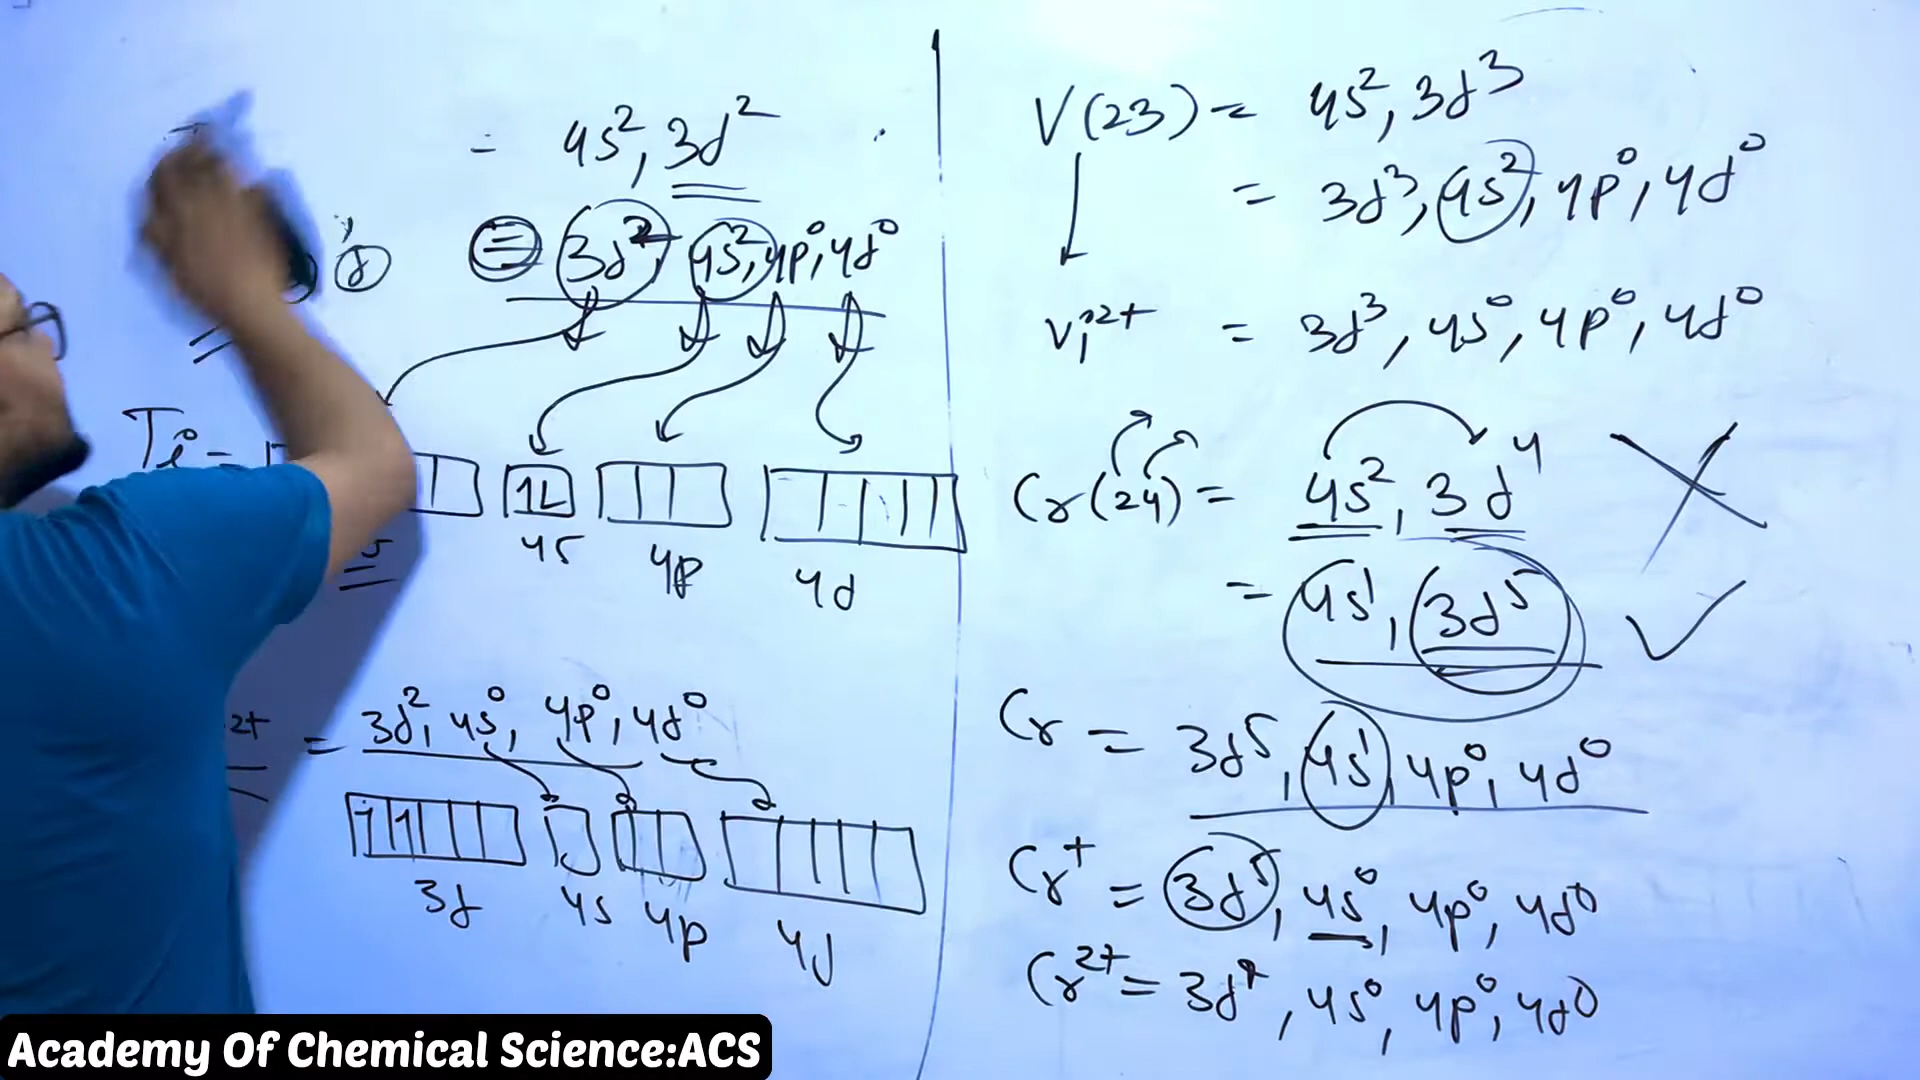 = 4s², 3d²
= 3d², 4s², 4p⁰, 4d⁰
Ti -
1L
4s 4p 4d
2+ = 3d², 4s⁰, 4p⁰, 4d⁰
1 1
3d 4s 4p 4d
V(23) = 4s², 3d³
= 3d³, 4s², 4p⁰, 4d⁰
V²⁺ = 3d³, 4s⁰, 4p⁰, 4d⁰
Cr(24) = 4s², 3d⁴
= 4s¹, 3d⁵
Cr = 3d⁵, 4s¹, 4p⁰, 4d⁰
Cr⁺ = 3d⁵, 4s⁰, 4p⁰, 4d⁰
Cr²⁺ = 3d⁴, 4s⁰, 4p⁰, 4d⁰
Academy Of Chemical Science:ACS